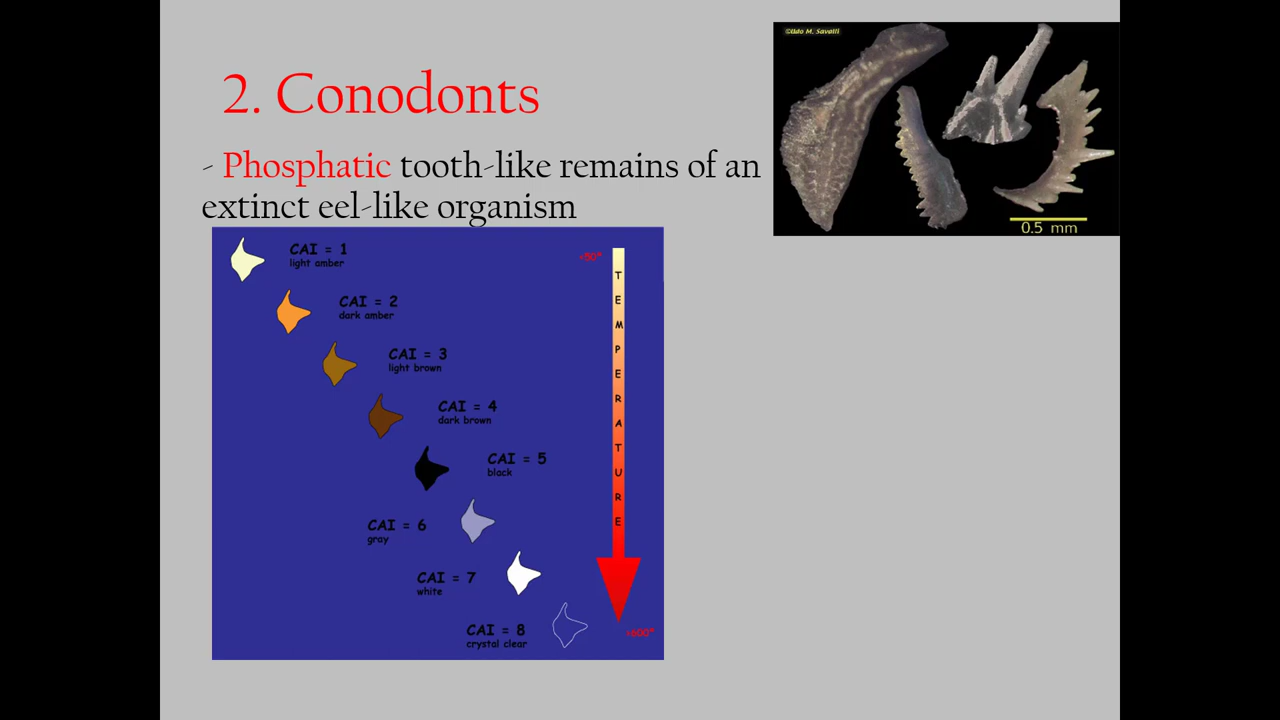 ©Udo M. Savalli
2. Conodonts
- Phosphatic tooth-like remains of an
extinct eel-like organism
0.5 mm
CAI = 1
light amber
CAI = 2
dark amber
CAI = 3
light brown
CAI = 4
dark brown
CAI = 5
black
CAI = 6
gray
CAI = 7
white
CAI = 8
crystal clear
<50°
TEMPERATURE
>600°